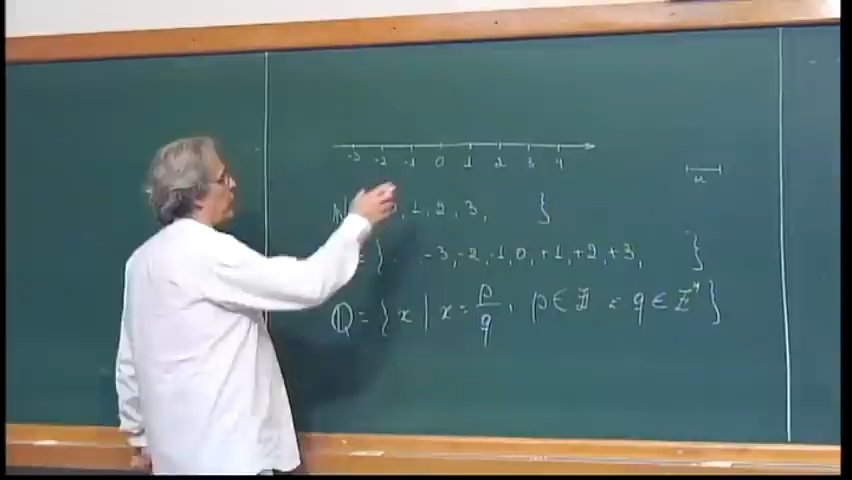 -3 -2 -1 0 1 2 3 4
u
N , 1, 2, 3, }
= { . . -3, -2, -1, 0, +1, +2, +3, }
ℚ = { x | x = p/q , p ∈ ℤ e q ∈ ℤ* }